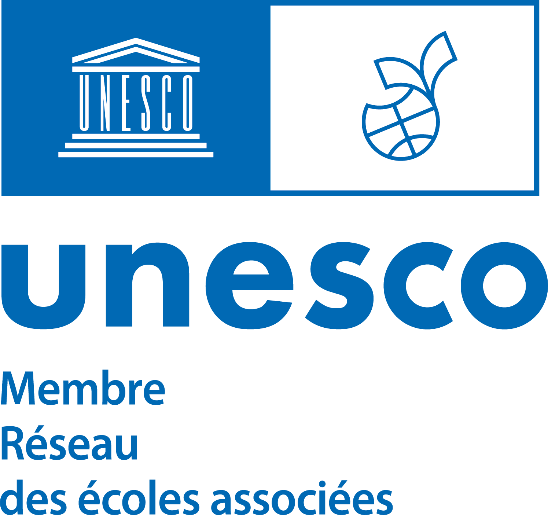 UNESCO
unesco
Membre
Réseau
des écoles associées